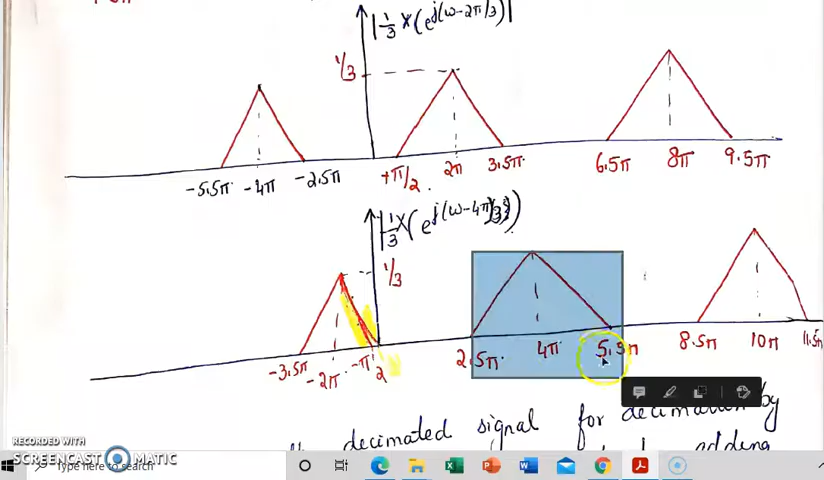 |1/3 X(e^j(ω-2π/3)|
1/3
-5.5π -4π -2.5π +π/2 2π 3.5π 6.5π 8π 9.5π
|1/3 X(e^j(ω-4π)/3)
1/3
-3.5π -2π -π/2 2.5π 4π 5.5π 8.5π 10π 11.5π
decimated signal for decimation by
adding
RECORDED WITH
SCREENCAST MATIC
Type here to search